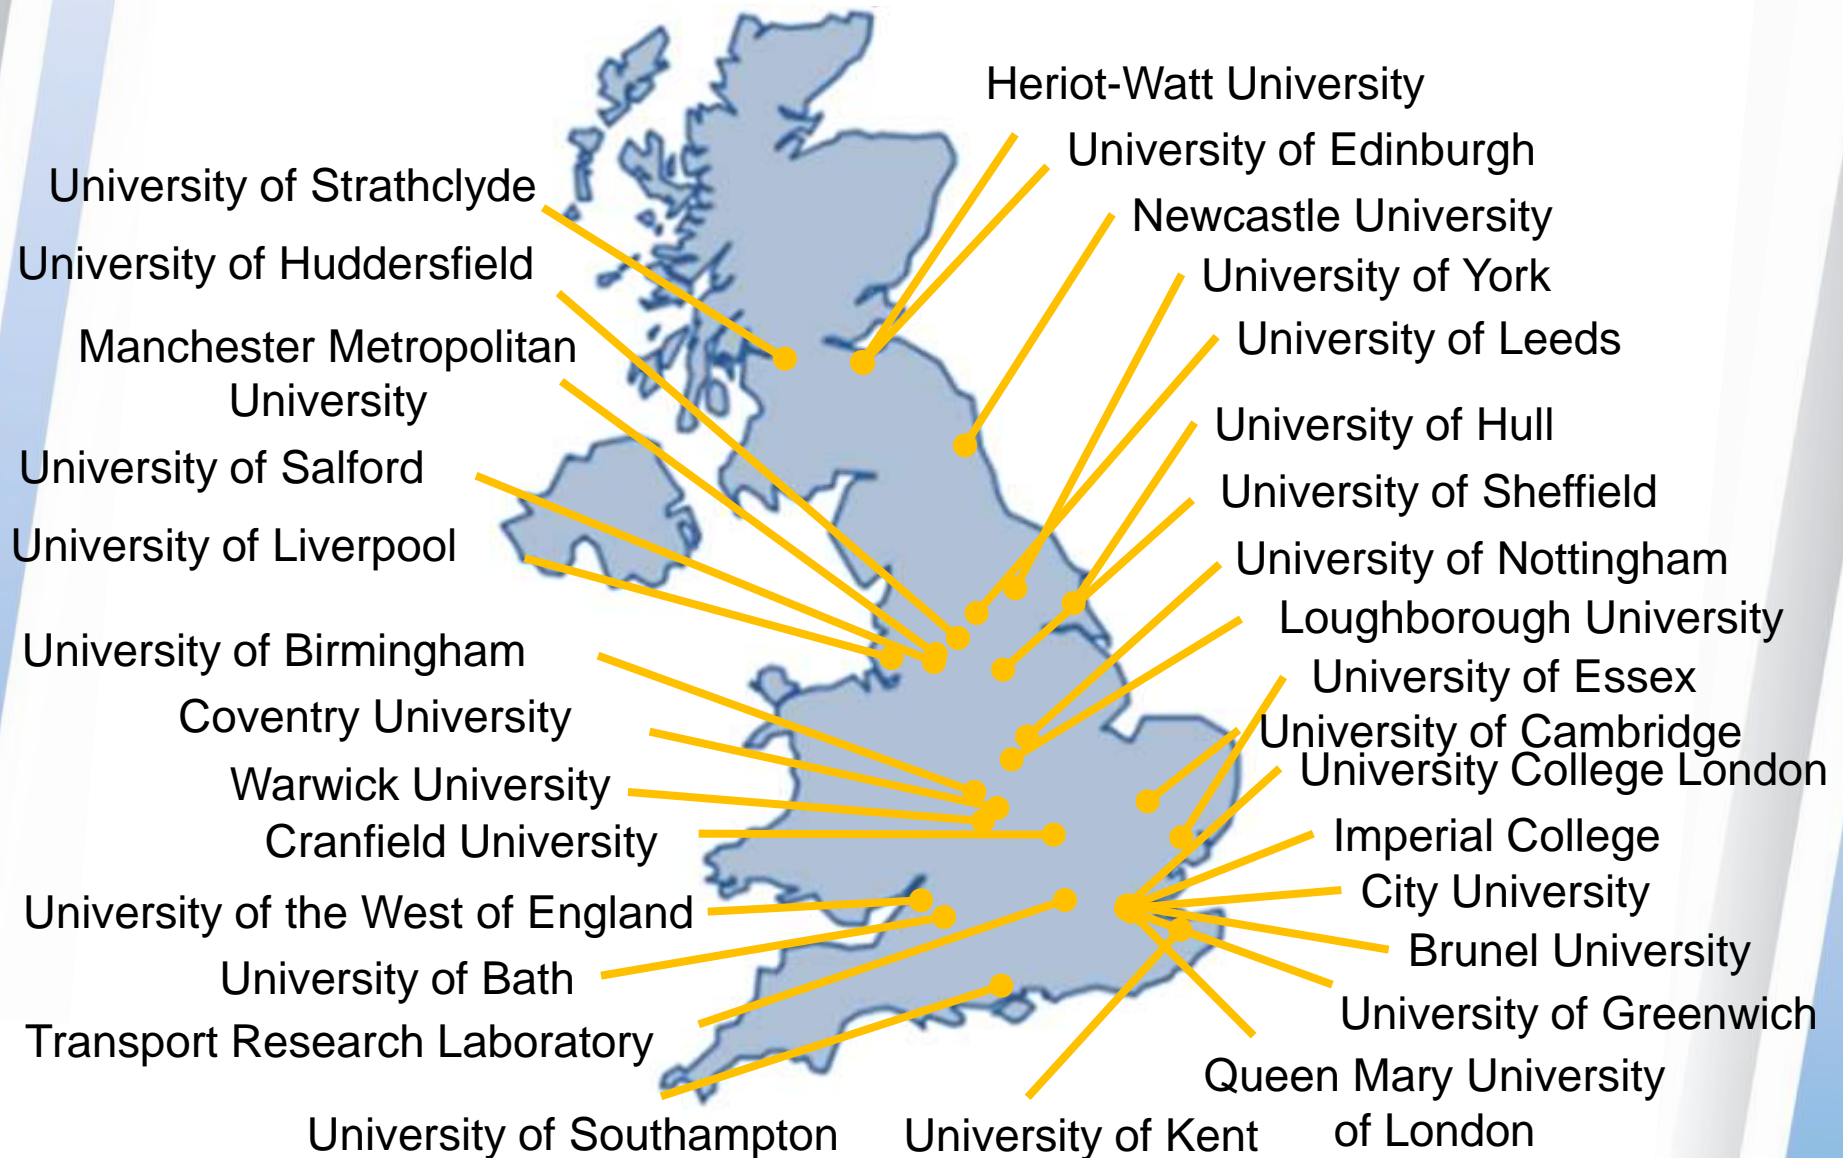 Heriot-Watt University
University of Edinburgh
University of Strathclyde
Newcastle University
University of Huddersfield
University of York
University of Leeds
Manchester Metropolitan
University
University of Hull
University of Salford
University of Sheffield
University of Liverpool
University of Nottingham
Loughborough University
University of Birmingham
University of Essex
Coventry University
University of Cambridge
University College London
Warwick University
Imperial College
Cranfield University
City University
University of the West of England
Brunel University
University of Bath
University of Greenwich
Transport Research Laboratory
Queen Mary University
of London
University of Southampton
University of Kent